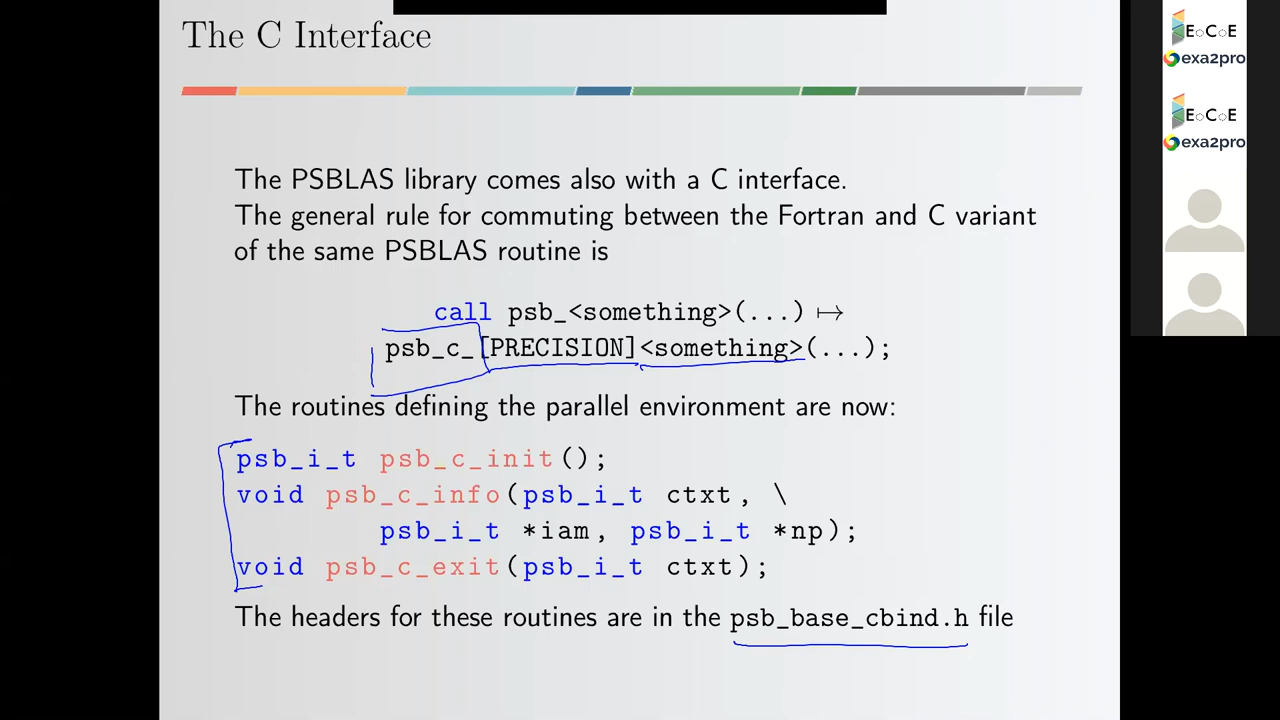 The C Interface
The PSBLAS library comes also with a C interface.
The general rule for commuting between the Fortran and C variant
of the same PSBLAS routine is
call psb_<something>(...) ↦
psb_c_[PRECISION]<something>(...);
The routines defining the parallel environment are now:
psb_i_t psb_c_init();
void psb_c_info(psb_i_t ctxt, \
psb_i_t *iam, psb_i_t *np);
void psb_c_exit(psb_i_t ctxt);
The headers for these routines are in the psb_base_cbind.h file
EoCoE
exa2pro
EoCoE
exa2pro